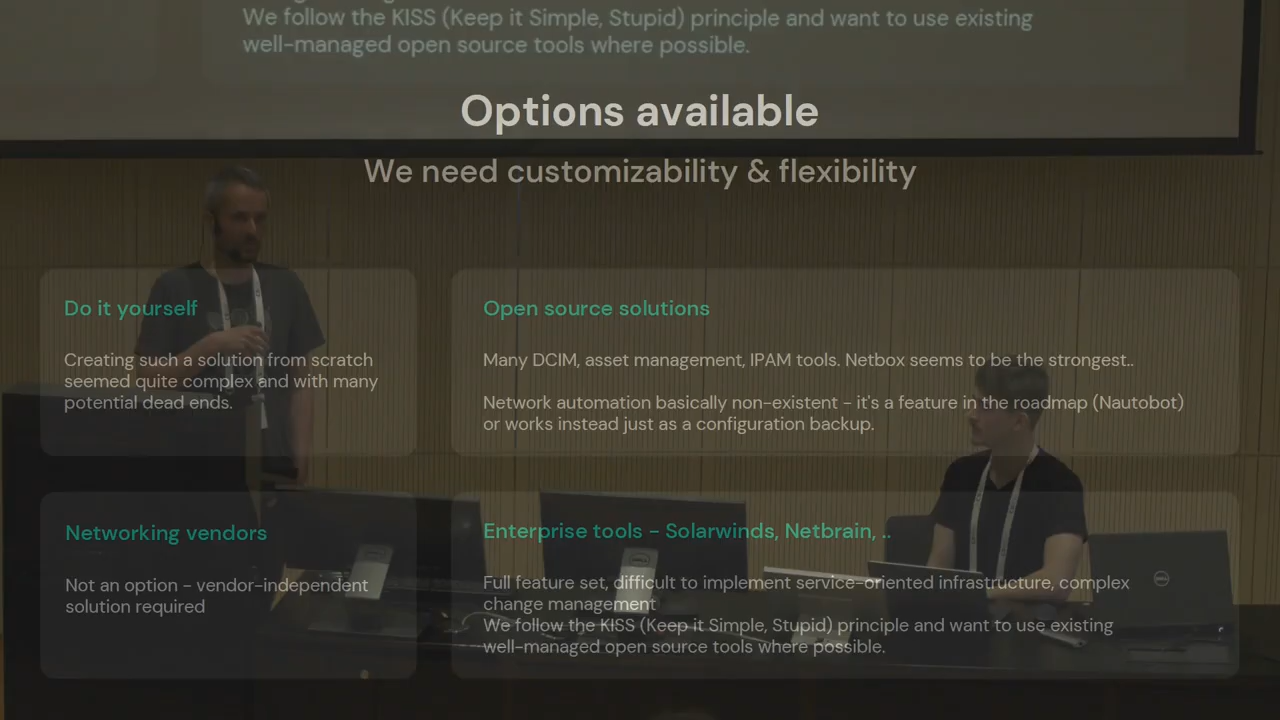 We follow the KISS (Keep it Simple, Stupid) principle and want to use existing
well-managed open source tools where possible.
Options available
We need customizability & flexibility
Do it yourself
Creating such a solution from scratch
seemed quite complex and with many
potential dead ends.
Open source solutions
Many DCIM, asset management, IPAM tools. Netbox seems to be the strongest..
Network automation basically non-existent - it's a feature in the roadmap (Nautobot)
or works instead just as a configuration backup.
Networking vendors
Not an option - vendor-independent
solution required
Enterprise tools - Solarwinds, Netbrain, ..
Full feature set, difficult to implement service-oriented infrastructure, complex
change management
We follow the KISS (Keep it Simple, Stupid) principle and want to use existing
well-managed open source tools where possible.